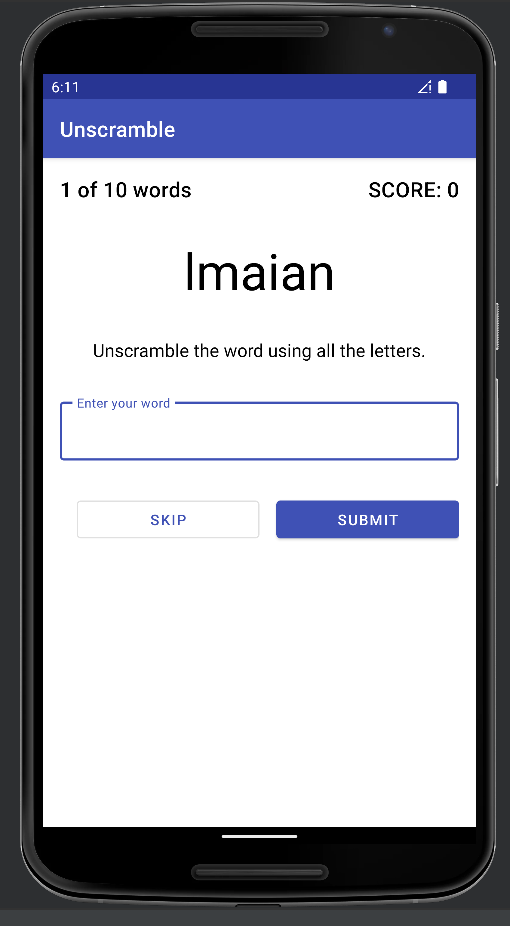 6:11
Unscramble
1 of 10 words SCORE: 0
lmaian
Unscramble the word using all the letters.
Enter your word
SKIP SUBMIT